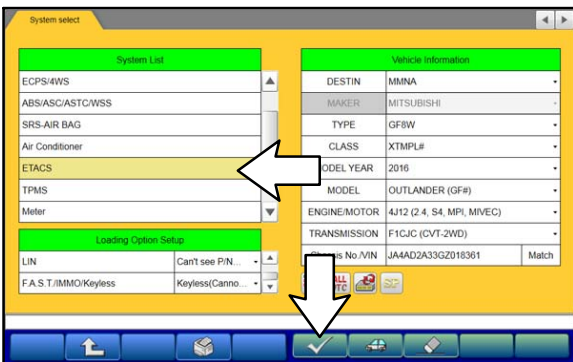 System select
System List
ECPS/4WS
ABS/ASC/ASTC/WSS
SRS-AIR BAG
Air Conditioner
ETACS
TPMS
Meter
Loading Option Setup
LIN Can't see P/N...
F.A.S.T./IMMO/Keyless Keyless(Canno...
Vehicle Information
DESTIN MMNA
MAKER MITSUBISHI
TYPE GF8W
CLASS XTMPL#
ODEL YEAR 2016
MODEL OUTLANDER (GF#)
ENGINE/MOTOR 4J12 (2.4, S4, MPI, MIVEC)
TRANSMISSION F1CJC (CVT-2WD)
No./VIN JA4AD2A33GZ018361 Match